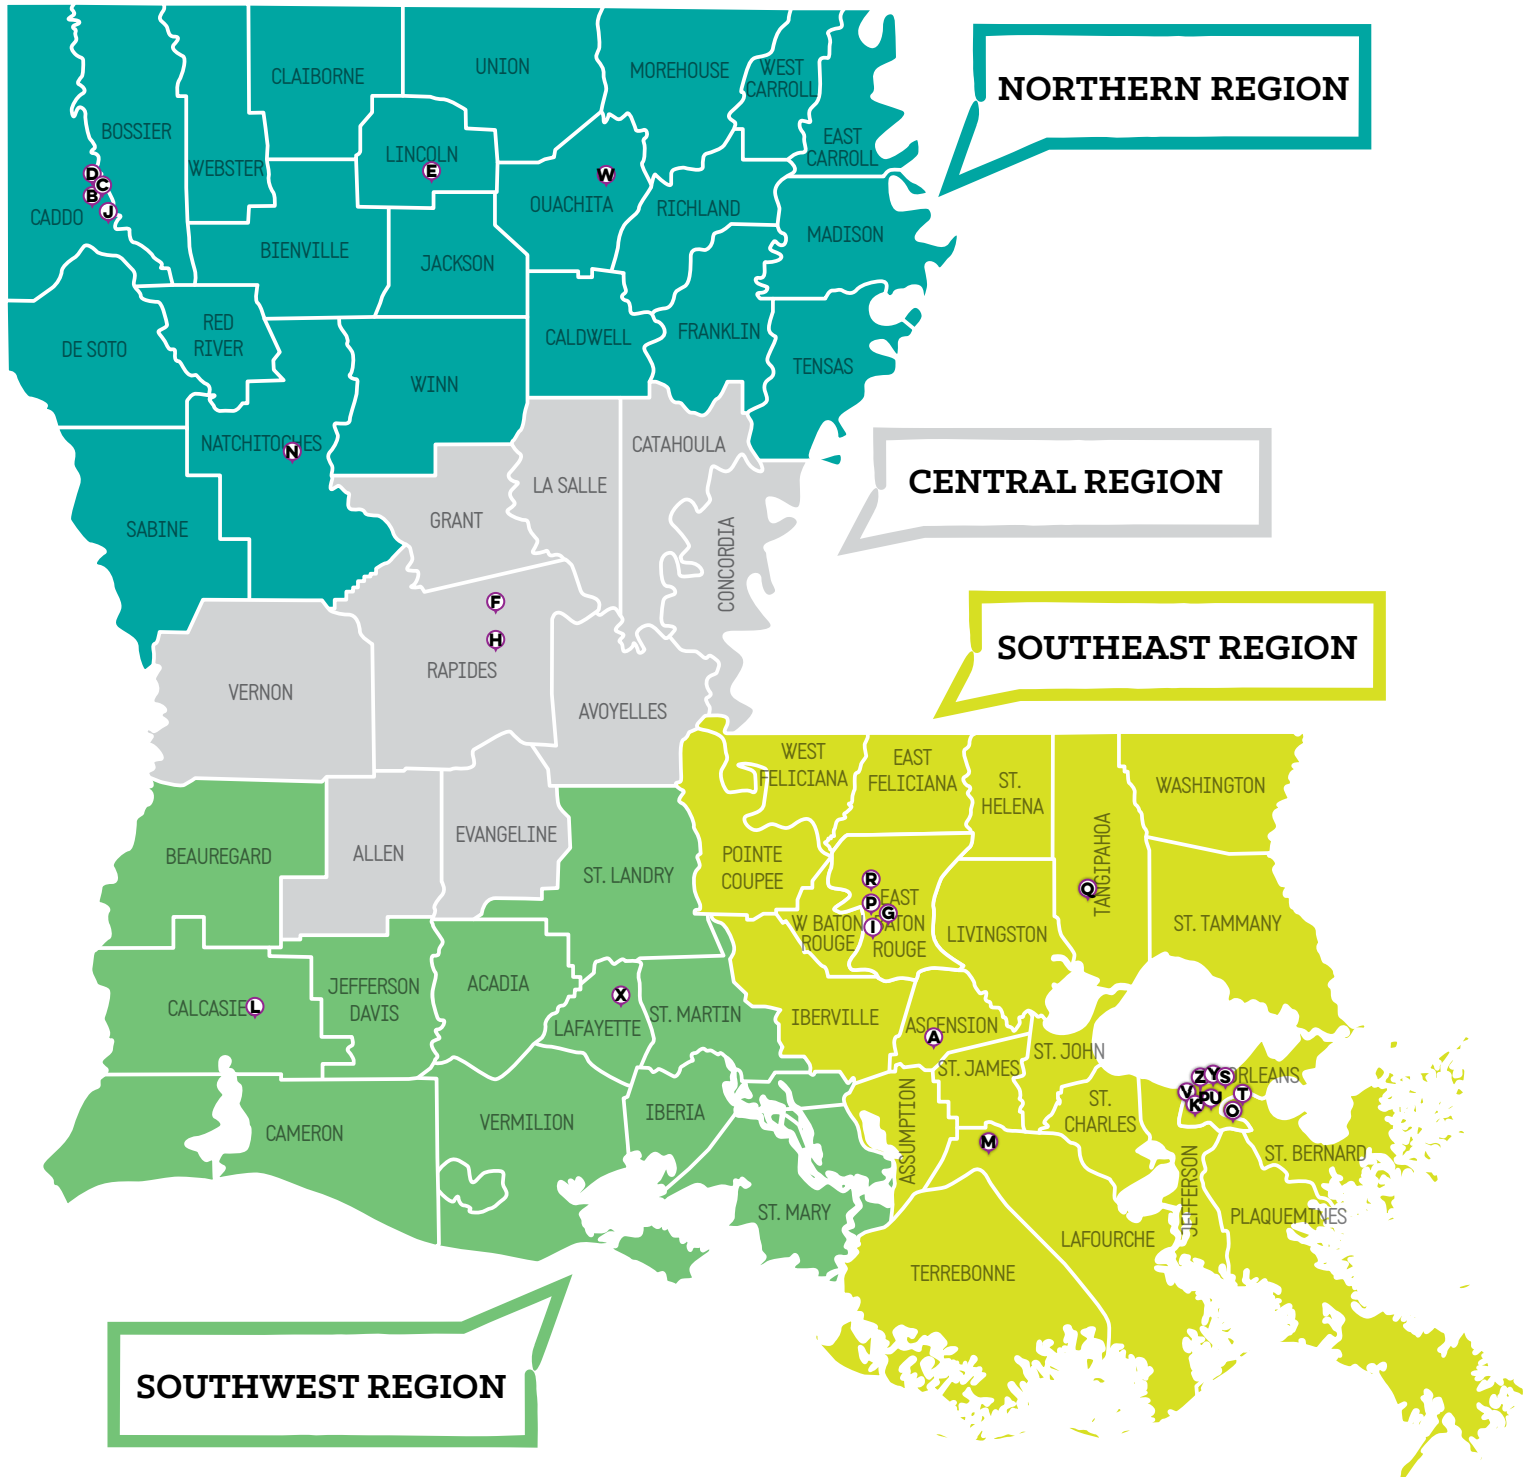 NORTHERN REGION
CLAIBORNE
UNION
MOREHOUSE
WEST
CARROLL
EAST
CARROLL
BOSSIER
WEBSTER
LINCOLN
E
W
OUACHITA
RICHLAND
MADISON
D
C
B
J
CADDO
BIENVILLE
JACKSON
RED
RIVER
DE SOTO
CALDWELL
FRANKLIN
TENSAS
WINN
NATCHITOCHES
N
SABINE
CENTRAL REGION
CATAHOULA
LA SALLE
GRANT
CONCORDIA
F
H
RAPIDES
VERNON
AVOYELLES
ALLEN
EVANGELINE
SOUTHEAST REGION
WEST
FELICIANA
EAST
FELICIANA
ST.
HELENA
TANGIPAHOA
Q
WASHINGTON
POINTE
COUPEE
R
P
G
I
EAST
BATON
ROUGE
W BATON
ROUGE
LIVINGSTON
ST. TAMMANY
IBERVILLE
ASCENSION
A
ST. JAMES
ST. JOHN
ST.
CHARLES
ORLEANS
Z
Y
S
V
K
P
U
T
O
ASSUMPTION
M
JEFFERSON
ST. BERNARD
PLAQUEMINES
LAFOURCHE
TERREBONNE
BEAUREGARD
ST. LANDRY
CALCASIE
L
JEFFERSON
DAVIS
ACADIA
X
LAFAYETTE
ST. MARTIN
CAMERON
VERMILION
IBERIA
ST. MARY
SOUTHWEST REGION